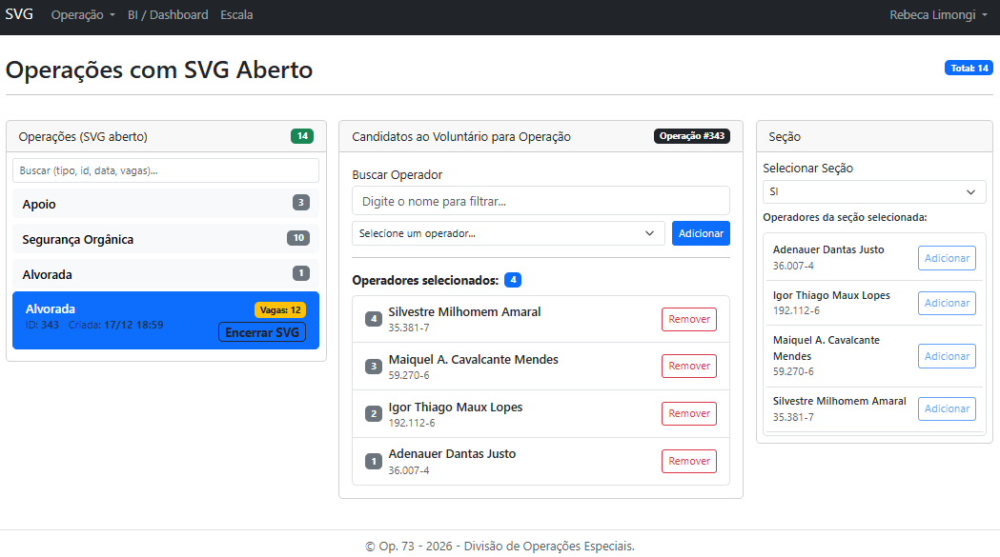 SVG Operação BI / Dashboard Escala Rebeca Limongi
Operações com SVG Aberto
Total: 14
Operações (SVG aberto) 14
Buscar (tipo, id, data, vagas)...
Apoio 3
Segurança Orgânica 10
Alvorada 1
Alvorada Vagas: 12
ID: 343 Criada: 17/12 18:59
Encerrar SVG
Candidatos ao Voluntário para Operação Operação #343
Buscar Operador
Digite o nome para filtrar...
Selecione um operador... Adicionar
Operadores selecionados: 4
4 Silvestre Milhomem Amaral
35.381-7
Remover
3 Maiquel A. Cavalcante Mendes
59.270-6
Remover
2 Igor Thiago Maux Lopes
192.112-6
Remover
1 Adenauer Dantas Justo
36.007-4
Remover
Seção
Selecionar Seção
SI
Operadores da seção selecionada:
Adenauer Dantas Justo
36.007-4
Adicionar
Igor Thiago Maux Lopes
192.112-6
Adicionar
Maiquel A. Cavalcante
Mendes
59.270-6
Adicionar
Silvestre Milhomem Amaral
35.381-7
Adicionar
© Op. 73 - 2026 - Divisão de Operações Especiais.